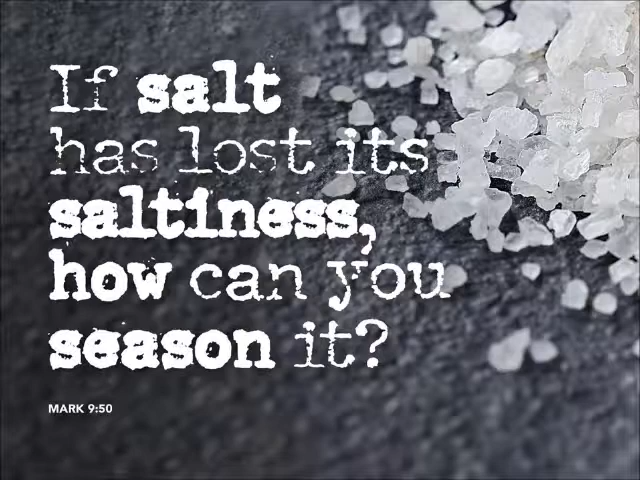 If salt
has lost its
saltiness,
how can you
season it?
MARK 9:50